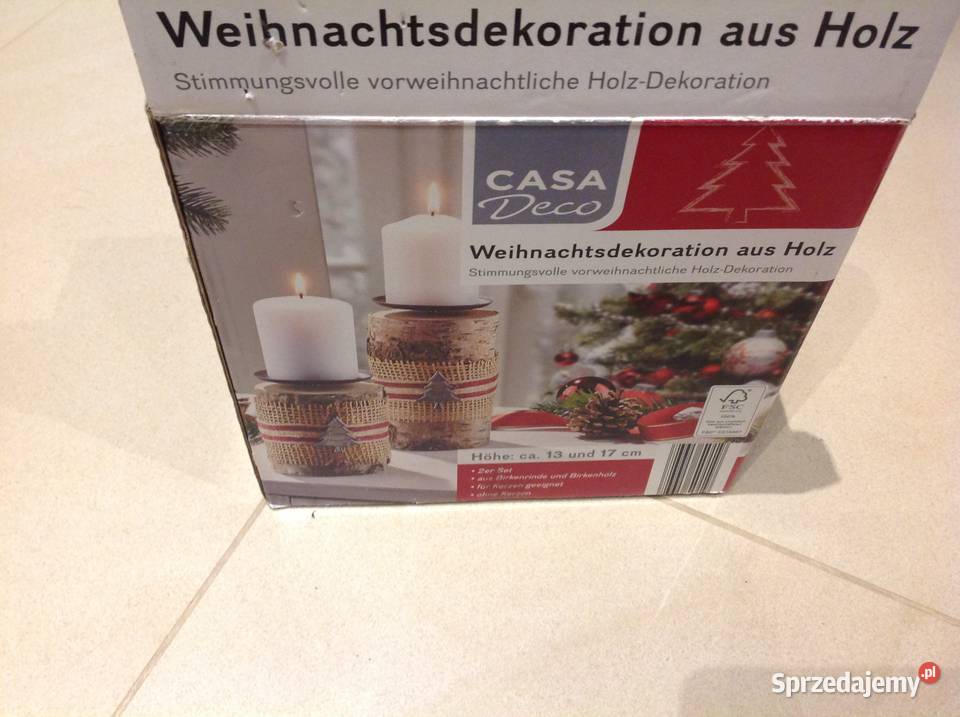 Weihnachtsdekoration aus Holz
Stimmungsvolle vorweihnachtliche Holz-Dekoration
CASA
Deco
Weihnachtsdekoration aus Holz
Stimmungsvolle vorweihnachtliche Holz-Dekoration
FSC
Höhe: ca. 13 und 17 cm
• 2er Set
• aus Birkenrinde und Birkenholz
• für Kerzen geeignet
• ohne Kerzen
Sprzedajemy.pl